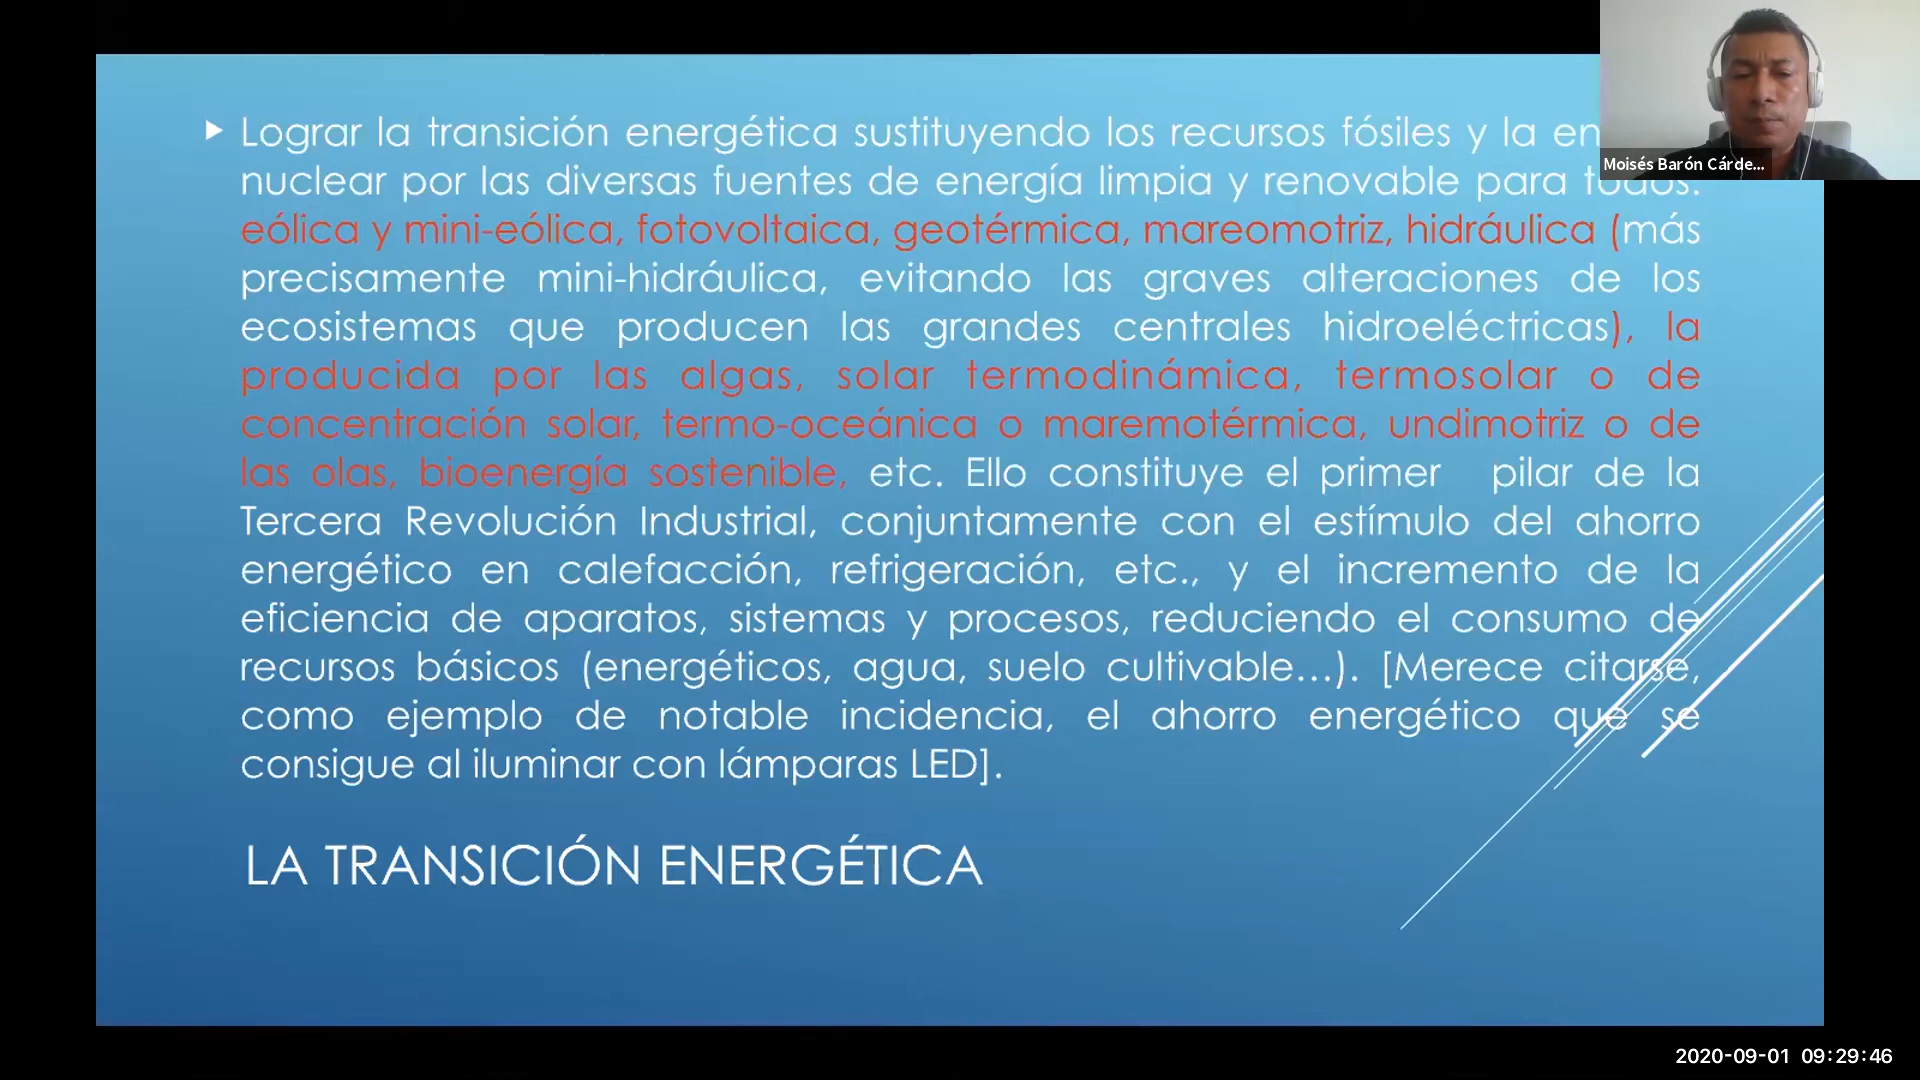 Lograr la transición energética sustituyendo los recursos fósiles y la
nuclear por las diversas fuentes de energía limpia y renovable para todos:
eólica y mini-eólica, fotovoltaica, geotérmica, mareomotriz, hidráulica (más
precisamente mini-hidráulica, evitando las graves alteraciones de los
ecosistemas que producen las grandes centrales hidroeléctricas), la
producida por las algas, solar termodinámica, termosolar o de
concentración solar, termo-oceánica o maremotérmica, undimotriz o de
las olas, bioenergía sostenible, etc. Ello constituye el primer pilar de la
Tercera Revolución Industrial, conjuntamente con el estímulo del ahorro
energético en calefacción, refrigeración, etc., y el incremento de la
eficiencia de aparatos, sistemas y procesos, reduciendo el consumo de
recursos básicos (energéticos, agua, suelo cultivable...). [Merece citarse,
como ejemplo de notable incidencia, el ahorro energético que se
consigue al iluminar con lámparas LED].
LA TRANSICIÓN ENERGÉTICA
Moisés Barón Cárde...
2020-09-01 09:29:46